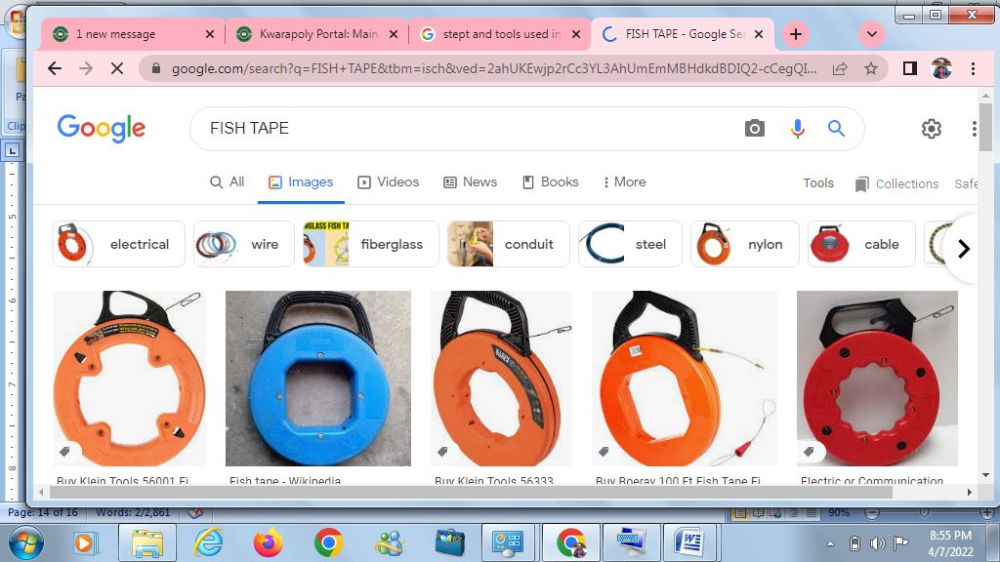 1 new message
Kwarapoly Portal: Main
stept and tools used in
FISH TAPE - Google Sea
google.com/search?q=FISH+TAPE&tbm=isch&ved=2ahUKEwjp2rCc3YL3AhUmEmMBHdkdBDIQ2-cCegQI...
Google
FISH TAPE
All
Images
Videos
News
Books
More
Tools
Collections
Safe
electrical
wire
fiberglass
conduit
steel
nylon
cable
Buy Klein Tools 56001 Fi
Fish tape - Wikipedia
Buy Klein Tools 56333
Buy Boeray 100 Ft Fish Tape Fi
Electric or Communication
Pa
Clip
Page: 14 of 16
Words: 2/2,861
90%
8:55 PM
4/7/2022